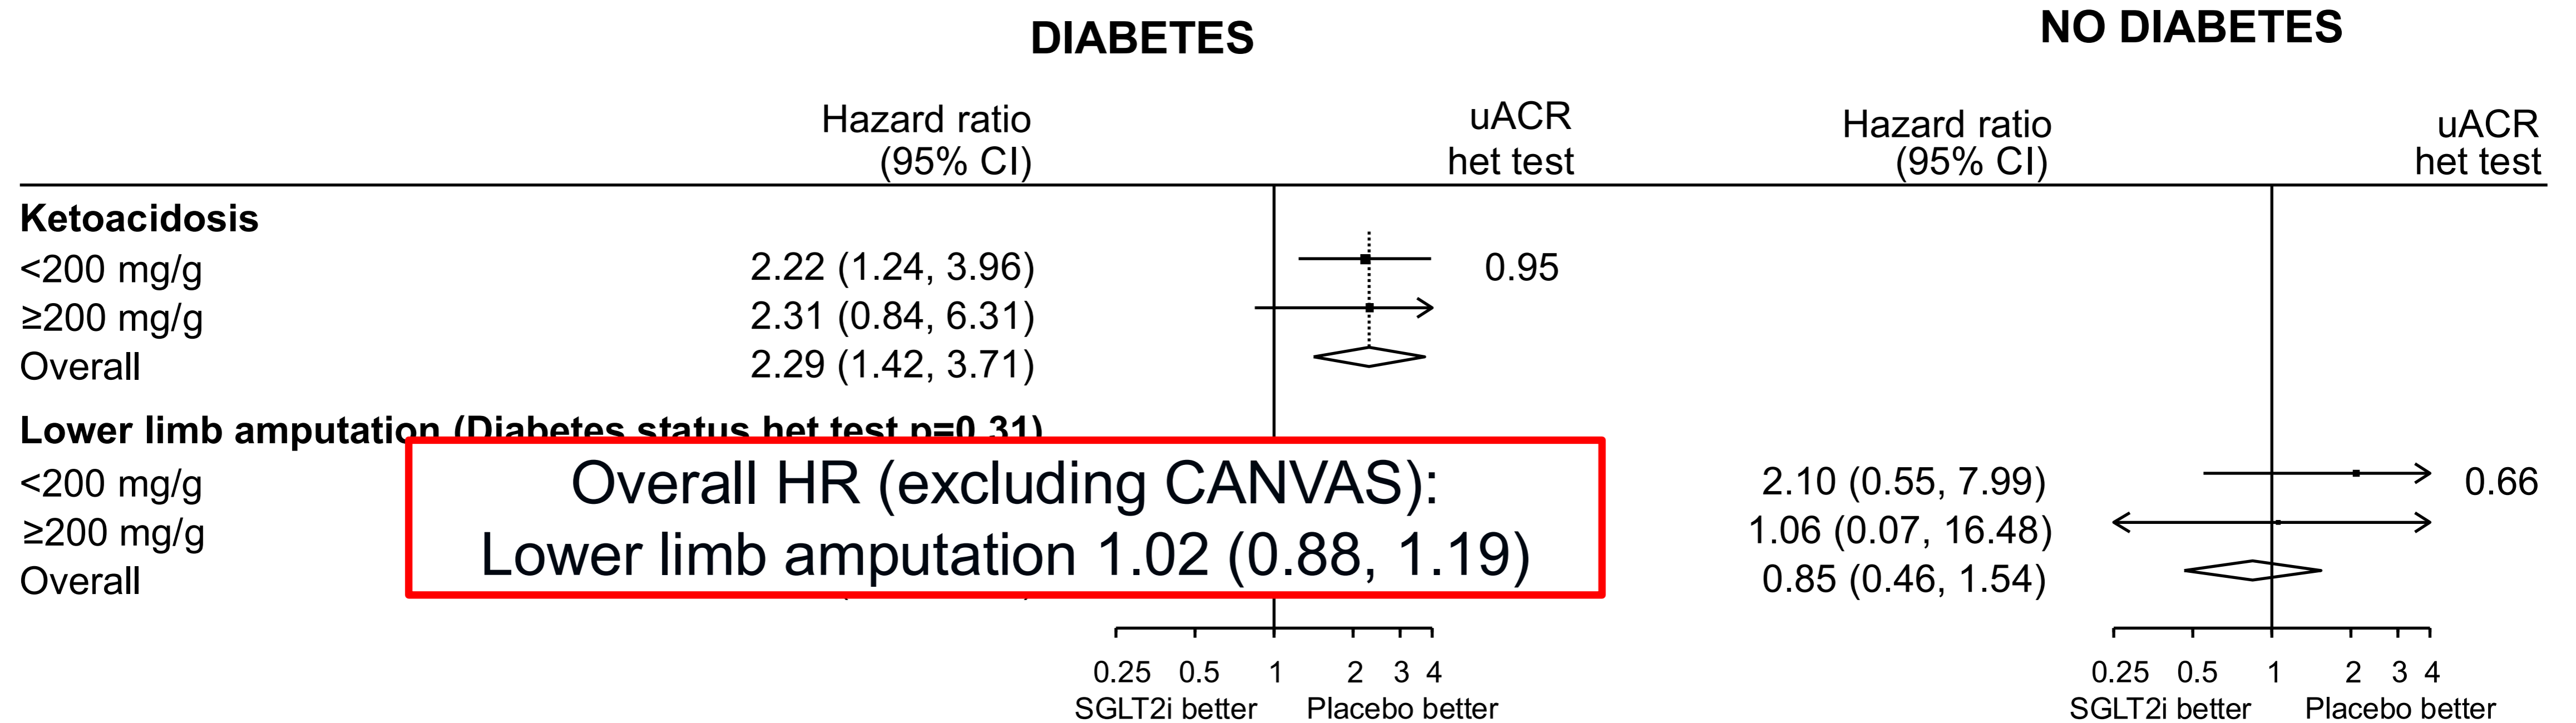 DIABETES
NO DIABETES
Hazard ratio
(95% CI)
uACR
het test
Hazard ratio
(95% CI)
uACR
het test
Ketoacidosis
<200 mg/g 2.22 (1.24, 3.96) 0.95
≥200 mg/g 2.31 (0.84, 6.31)
Overall 2.29 (1.42, 3.71)
Lower limb amputation (Diabetes status het test p=0.31)
Overall HR (excluding CANVAS):
Lower limb amputation 1.02 (0.88, 1.19)
<200 mg/g 2.10 (0.55, 7.99) 0.66
≥200 mg/g 1.06 (0.07, 16.48)
Overall 0.85 (0.46, 1.54)
0.25 0.5 1 2 3 4
SGLT2i better Placebo better
0.25 0.5 1 2 3 4
SGLT2i better Placebo better